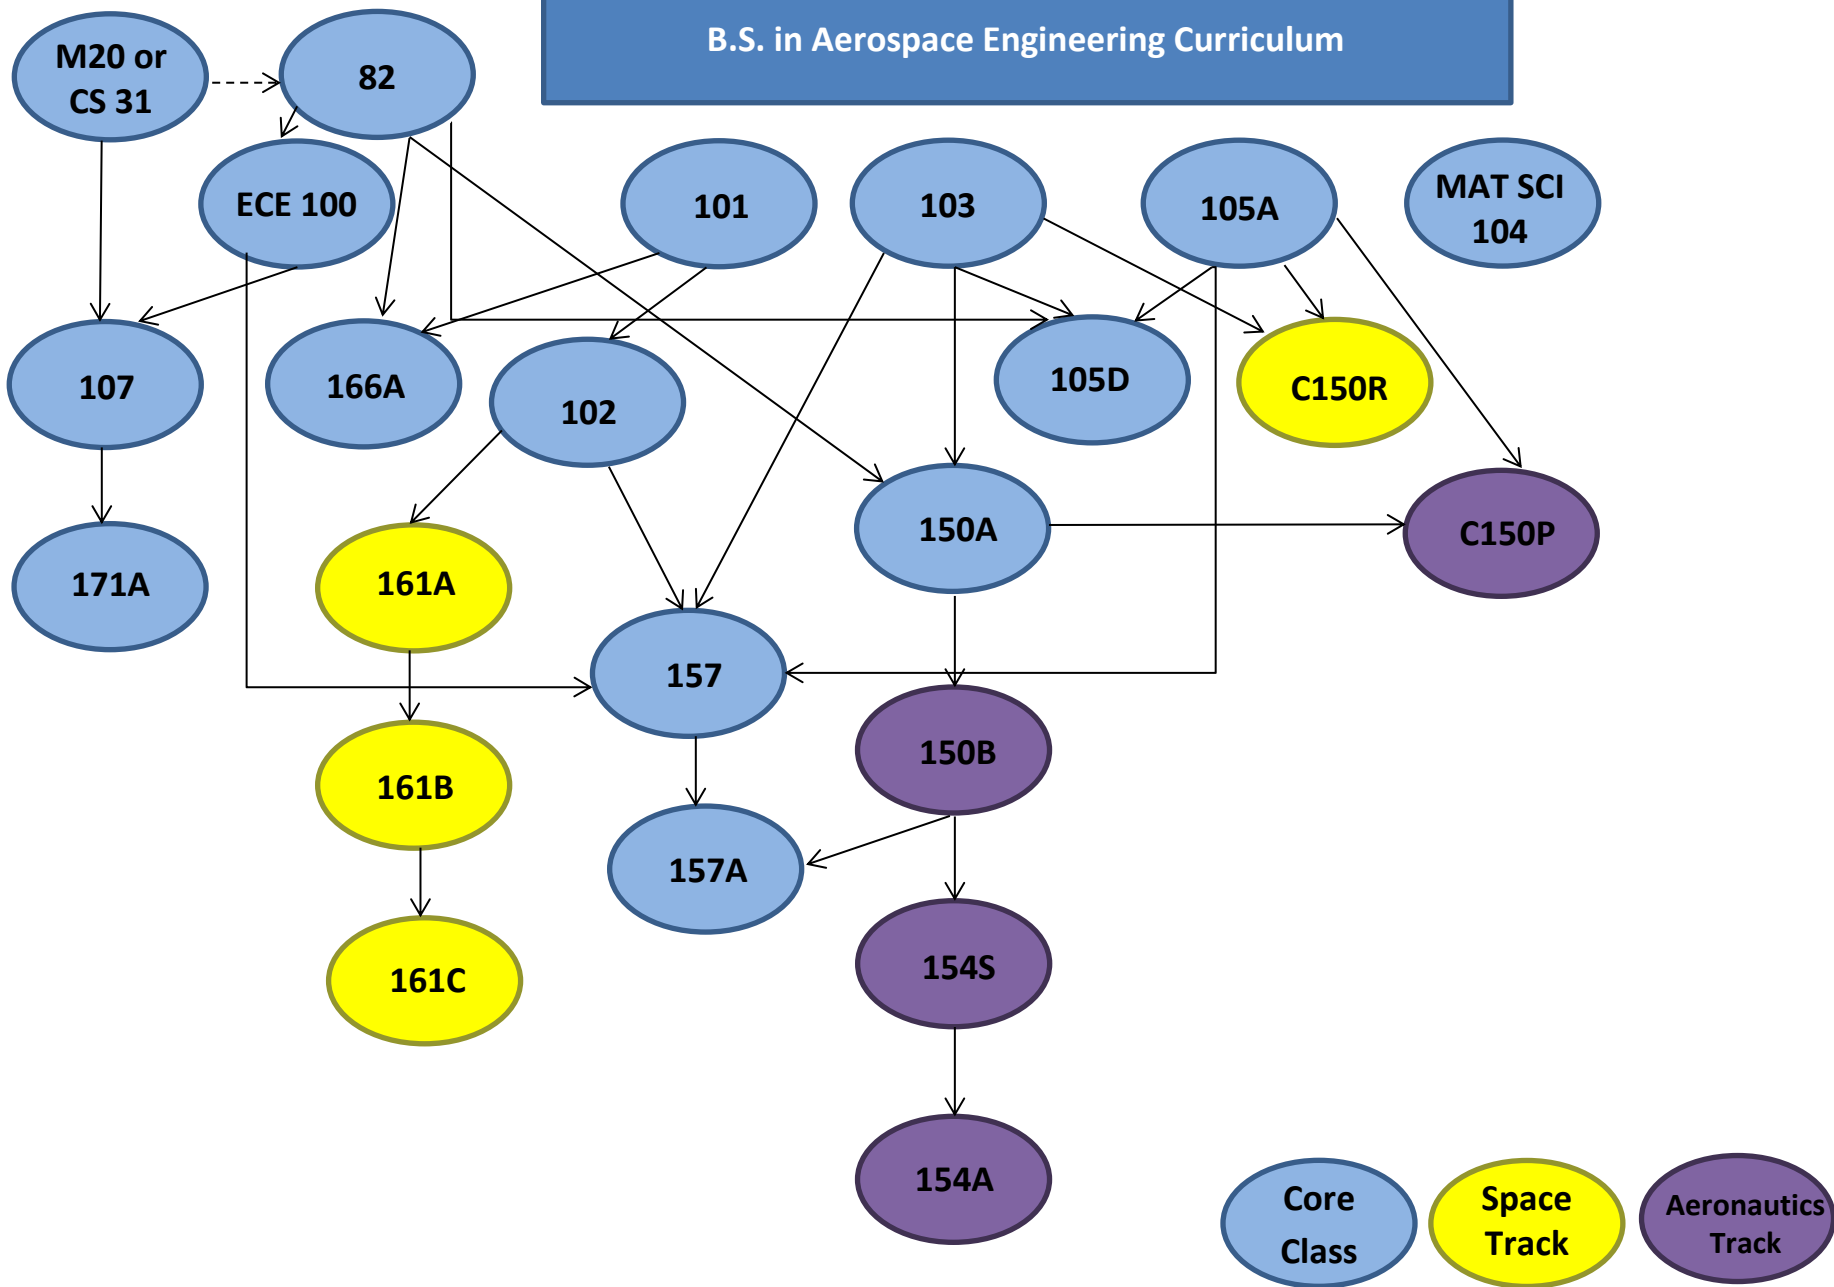 B.S. in Aerospace Engineering Curriculum
M20 or
CS 31
82
ECE 100
101
103
105A
MAT SCI
104
107
166A
102
105D
C150R
171A
161A
150A
C150P
157
161B
150B
157A
161C
154S
154A
Core
Class
Space
Track
Aeronautics
Track